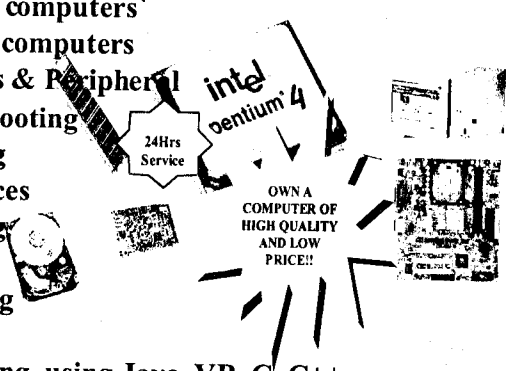 computers
computers
s & Peripheral
ooting
g
ces
g
intel
pentium 4
24Hrs
Service
OWN A
COMPUTER OF
HIGH QUALITY
AND LOW
PRICE!!
ng using Java, VB, C, C++